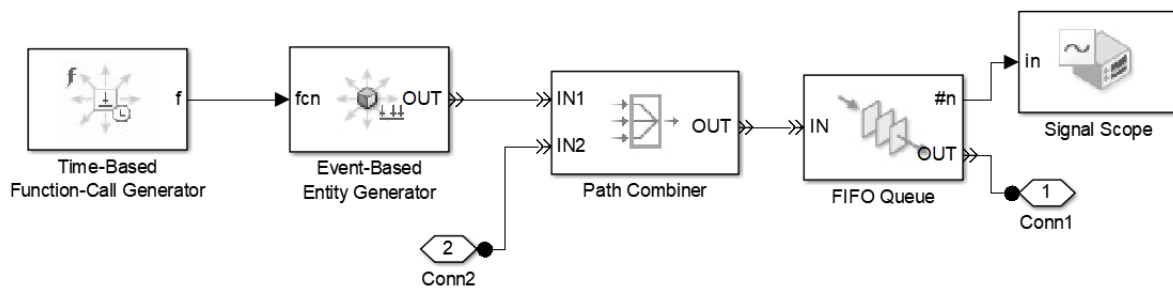 f
f
Time-Based
Function-Call Generator
fcn
OUT
Event-Based
Entity Generator
IN1
IN2
OUT
Path Combiner
IN
#n
OUT
FIFO Queue
in
Signal Scope
1
Conn1
2
Conn2